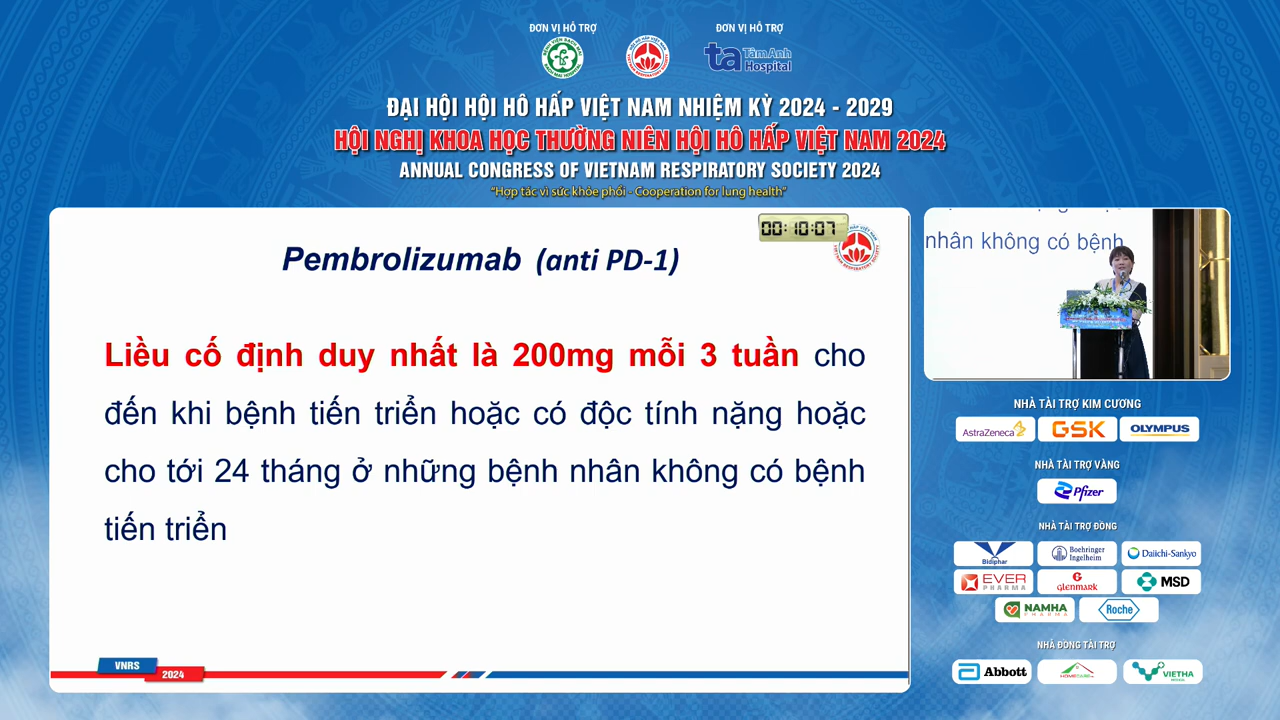 ĐƠN VỊ HỖ TRỢ
ĐƠN VỊ HỖ TRỢ
ta TâmAnh Hospital
ĐẠI HỘI HỘI HÔ HẤP VIỆT NAM NHIỆM KỲ 2024 - 2029
HỘI NGHỊ KHOA HỌC THƯỜNG NIÊN HỘI HÔ HẤP VIỆT NAM 2024
ANNUAL CONGRESS OF VIETNAM RESPIRATORY SOCIETY 2024
"Hợp tác vì sức khỏe phổi - Cooperation for lung health"
00:10:07
Pembrolizumab (anti PD-1)
Liều cố định duy nhất là 200mg mỗi 3 tuần cho
đến khi bệnh tiến triển hoặc có độc tính nặng hoặc
cho tới 24 tháng ở những bệnh nhân không có bệnh
tiến triển
VNRS
2024
nhân không có bệnh
NHÀ TÀI TRỢ KIM CƯƠNG
AstraZeneca GSK OLYMPUS
NHÀ TÀI TRỢ VÀNG
Pfizer
NHÀ TÀI TRỢ ĐỒNG
Bidiphar Boehringer Ingelheim Daiichi-Sankyo
EVER PHARMA GLENMARK MSD
NAMHA PHARMA Roche
NHÀ ĐỒNG TÀI TRỢ
Abbott HOMECARE VIETHA